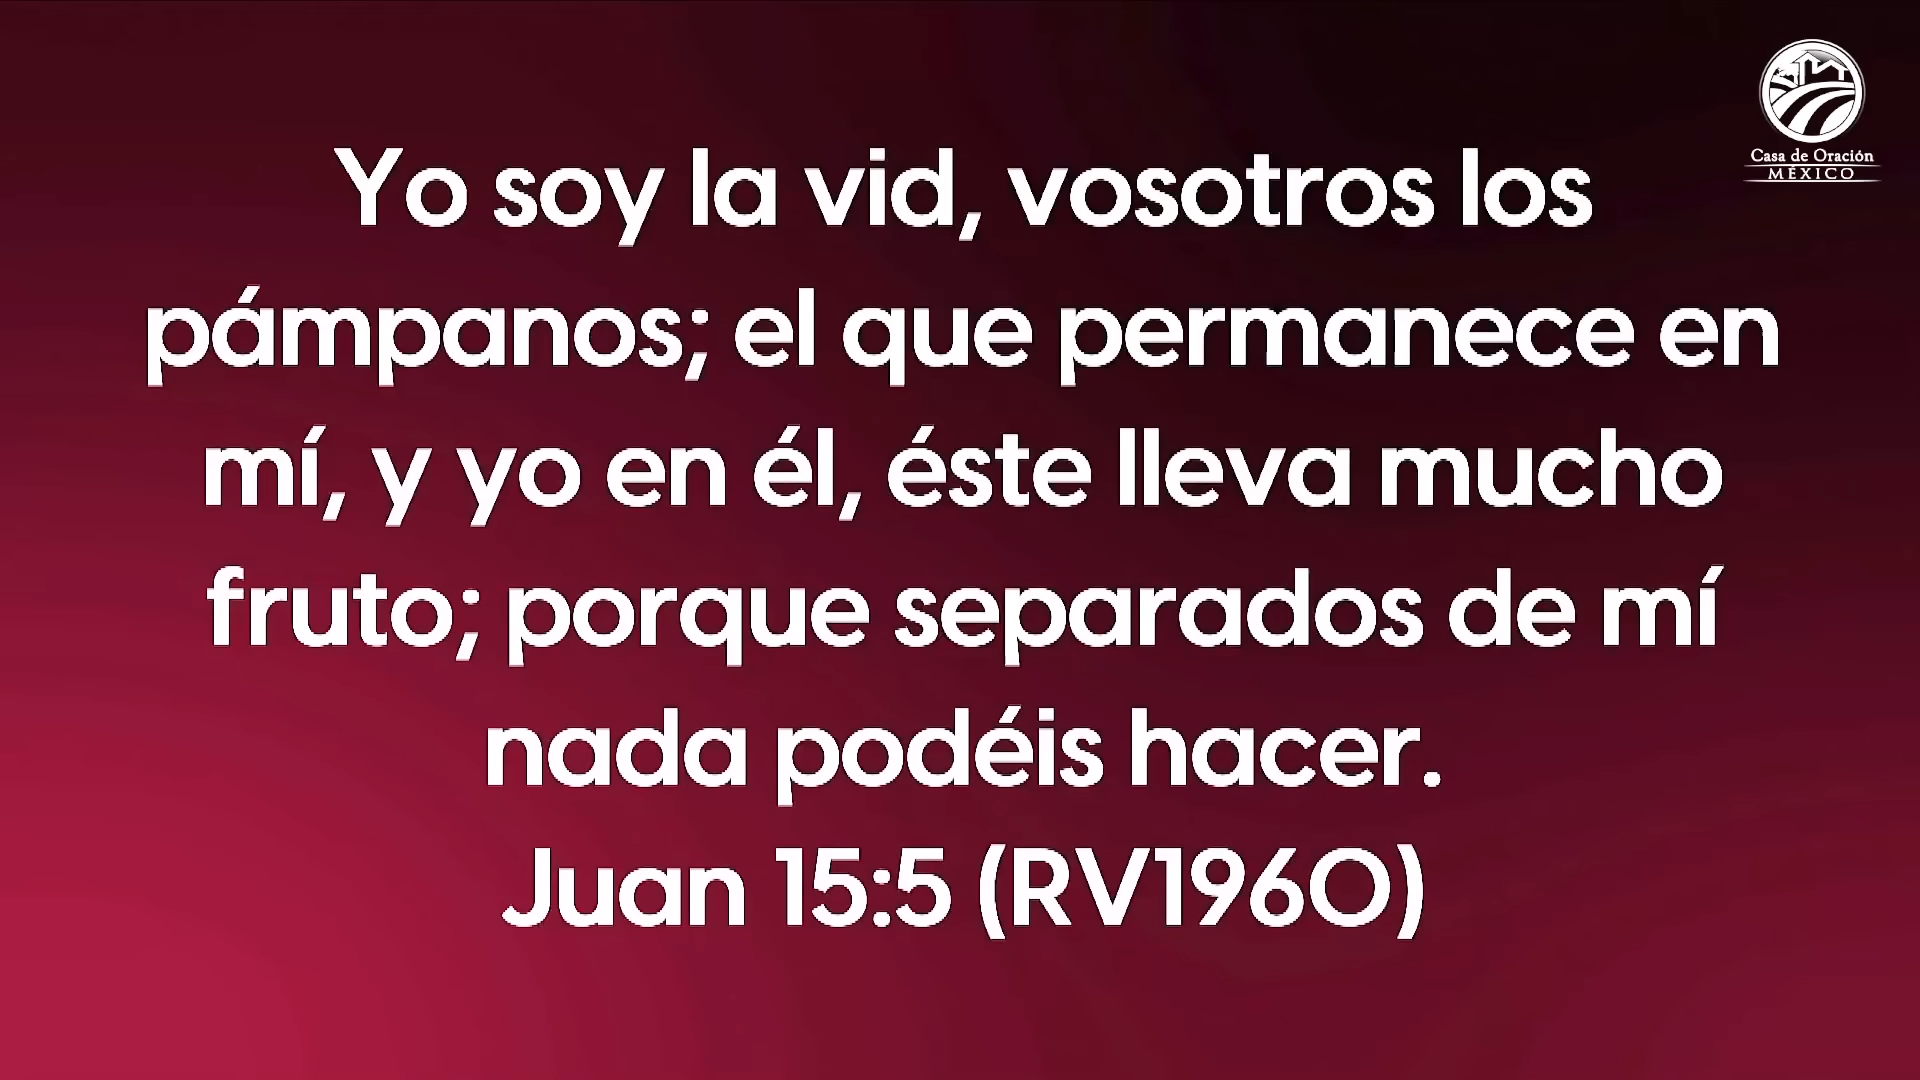 Casa de Oración
MÉXICO
Yo soy la vid, vosotros los
pámpanos; el que permanece en
mí, y yo en él, éste lleva mucho
fruto; porque separados de mí
nada podéis hacer.
Juan 15:5 (RV1960)